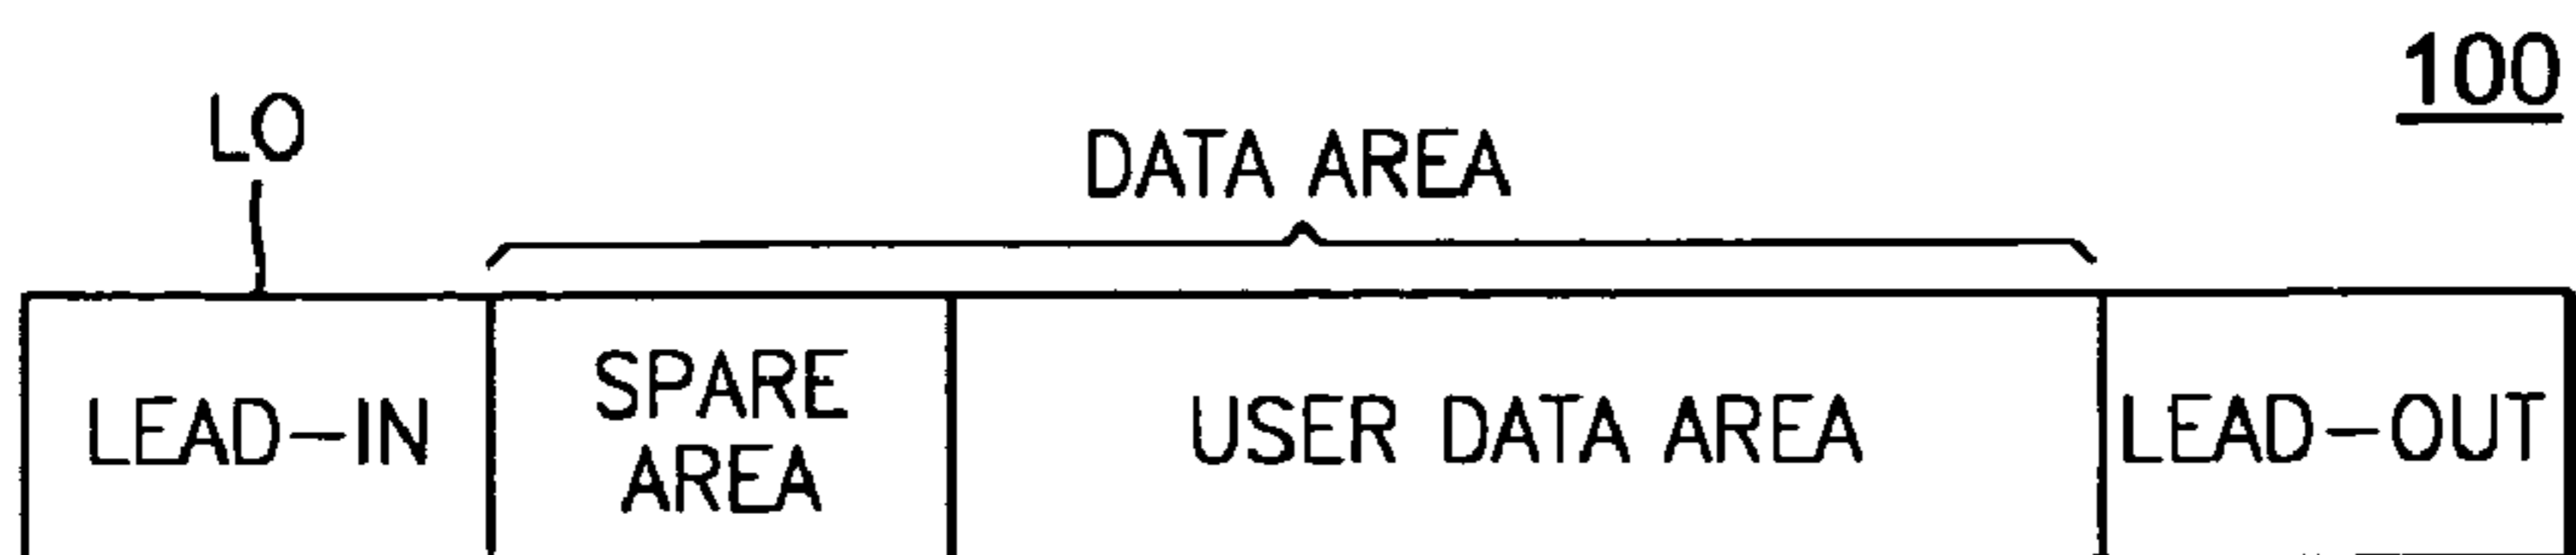 100
LO
DATA AREA
LEAD-IN
SPARE
AREA
USER DATA AREA
LEAD-OUT